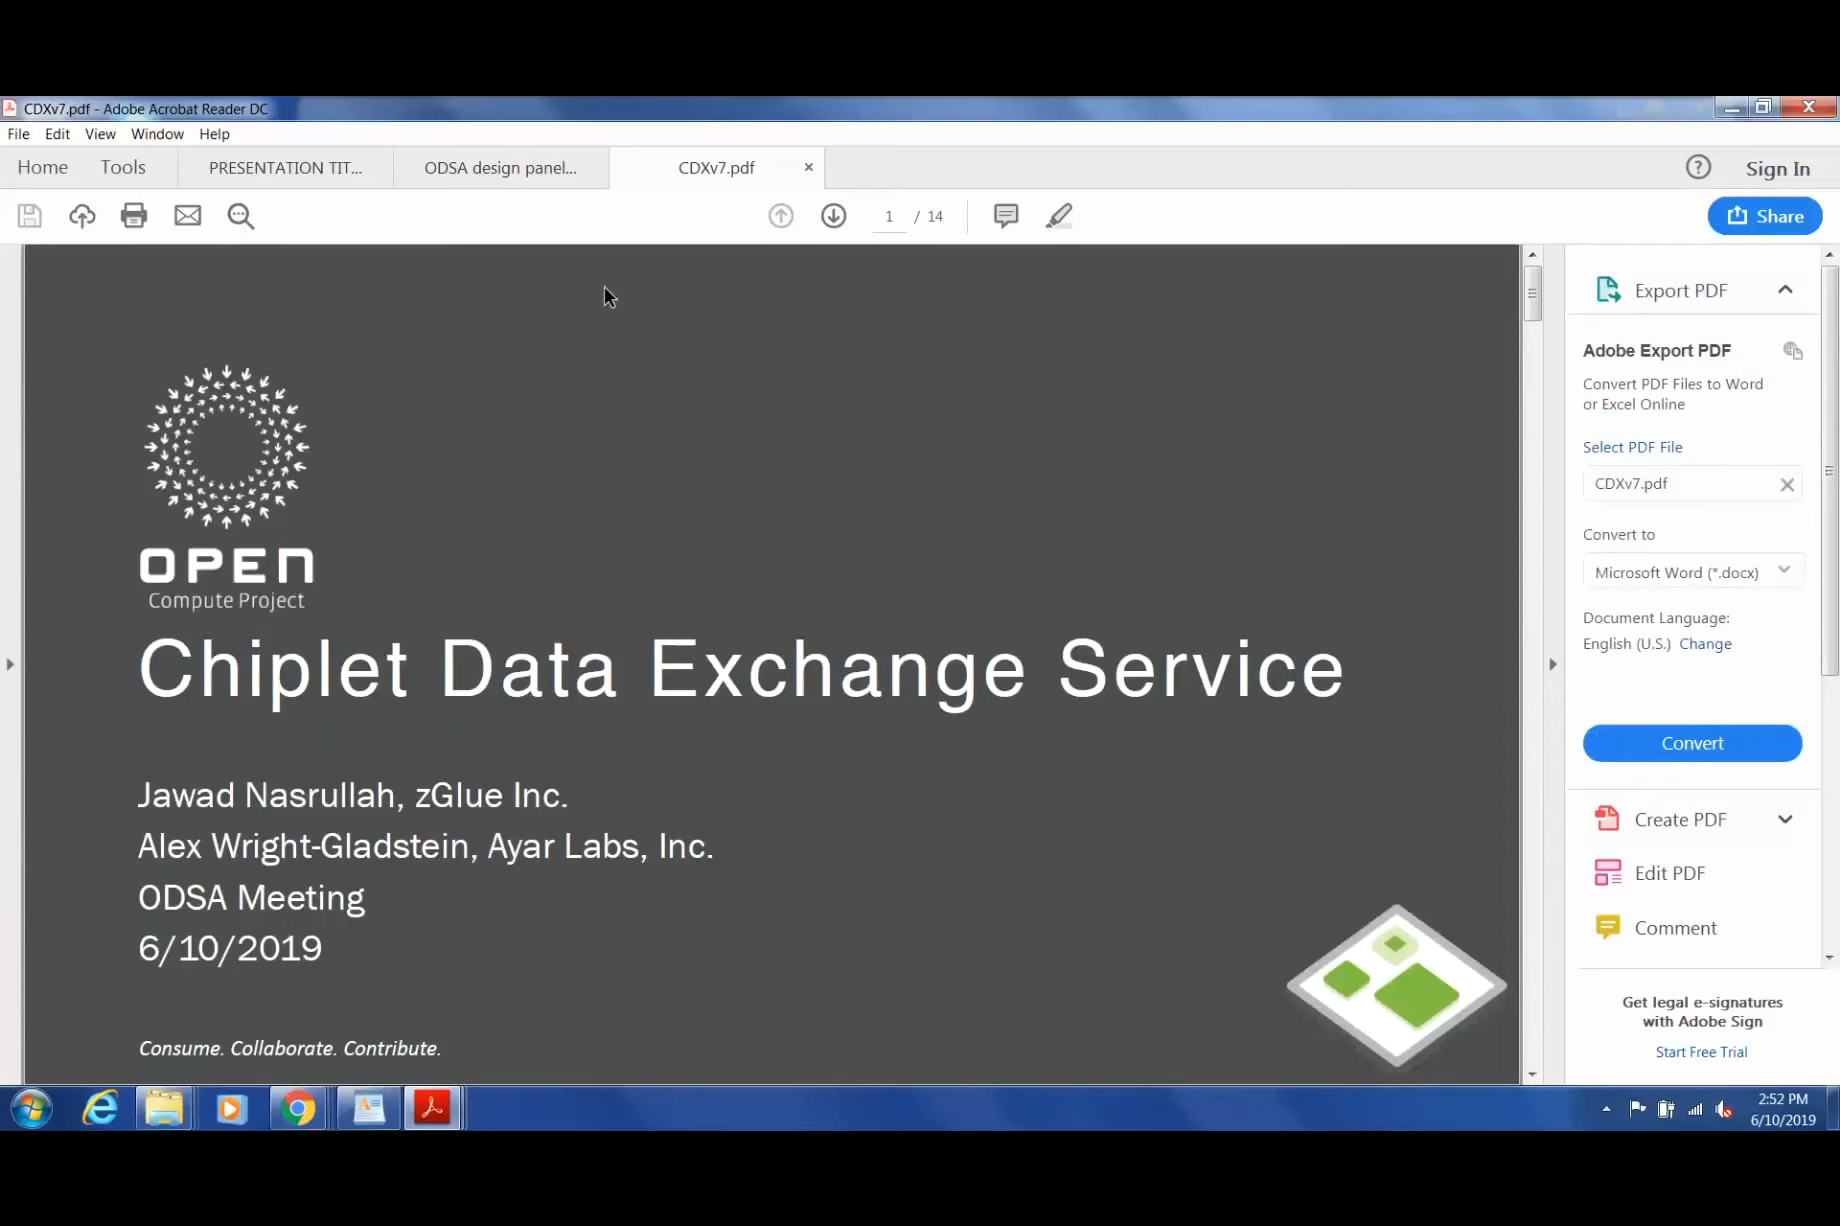 CDXv7.pdf - Adobe Acrobat Reader DC
File Edit View Window Help
Home Tools PRESENTATION TIT... ODSA design panel... CDXv7.pdf × Sign In
1 / 14 Share
OPEN
Compute Project
Chiplet Data Exchange Service
Jawad Nasrullah, zGlue Inc.
Alex Wright-Gladstein, Ayar Labs, Inc.
ODSA Meeting
6/10/2019
Consume. Collaborate. Contribute.
Export PDF
Adobe Export PDF
Convert PDF Files to Word
or Excel Online
Select PDF File
CDXv7.pdf
Convert to
Microsoft Word (*.docx)
Document Language:
English (U.S.) Change
Convert
Create PDF
Edit PDF
Comment
Get legal e-signatures
with Adobe Sign
Start Free Trial
2:52 PM
6/10/2019